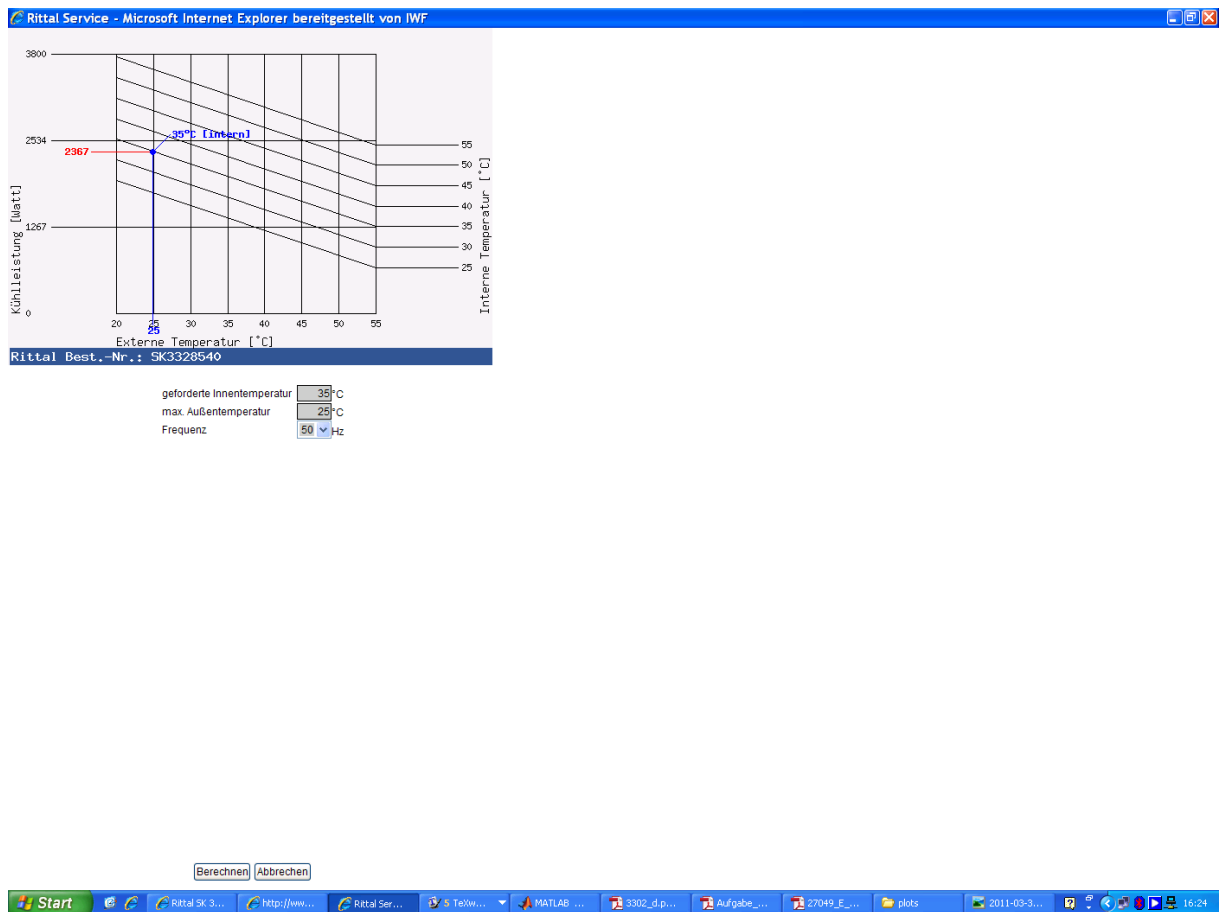 Rittal Service - Microsoft Internet Explorer bereitgestellt von IWF
3800
2534
2367
1267
0
Kühlleistung [Watt]
35°C [intern]
55
50
45
40
35
30
25
Interne Temperatur [°C]
20 25 30 35 40 45 50 55
25
Externe Temperatur [°C]
Rittal Best.-Nr.: SK3328540
geforderte Innentemperatur 35 °C
max. Außentemperatur 25 °C
Frequenz 50 Hz
Berechnen Abbrechen
Start Rittal SK 3... http://ww... Rittal Ser... 5 TeXw... MATLAB ... 3302_d.p... Aufgabe_... 27049_E_... plots 2011-03-3... 16:24